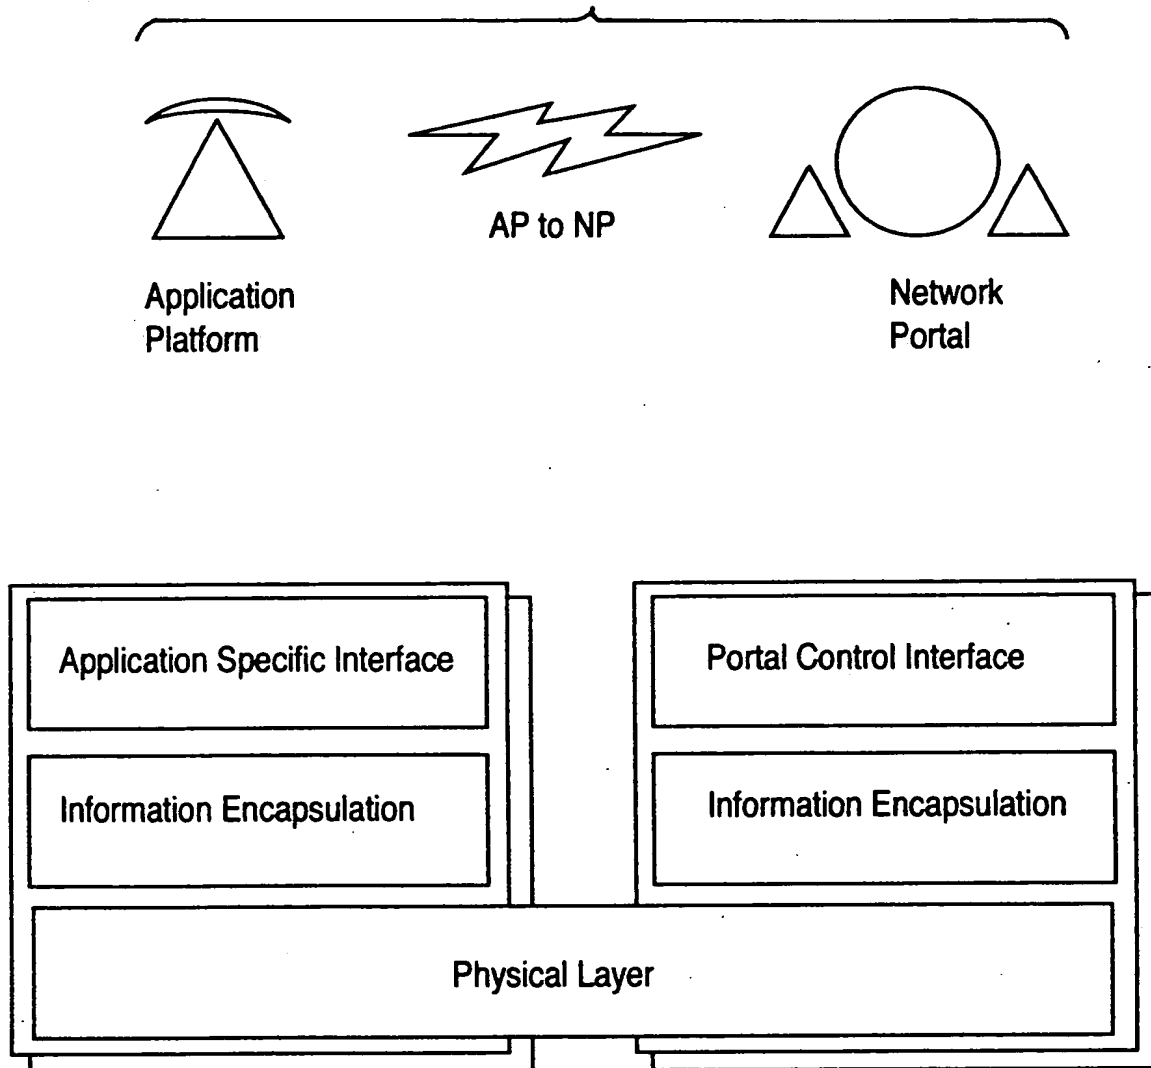 AP to NP
Application
Platform
Network
Portal
Application Specific Interface
Portal Control Interface
Information Encapsulation
Information Encapsulation
Physical Layer